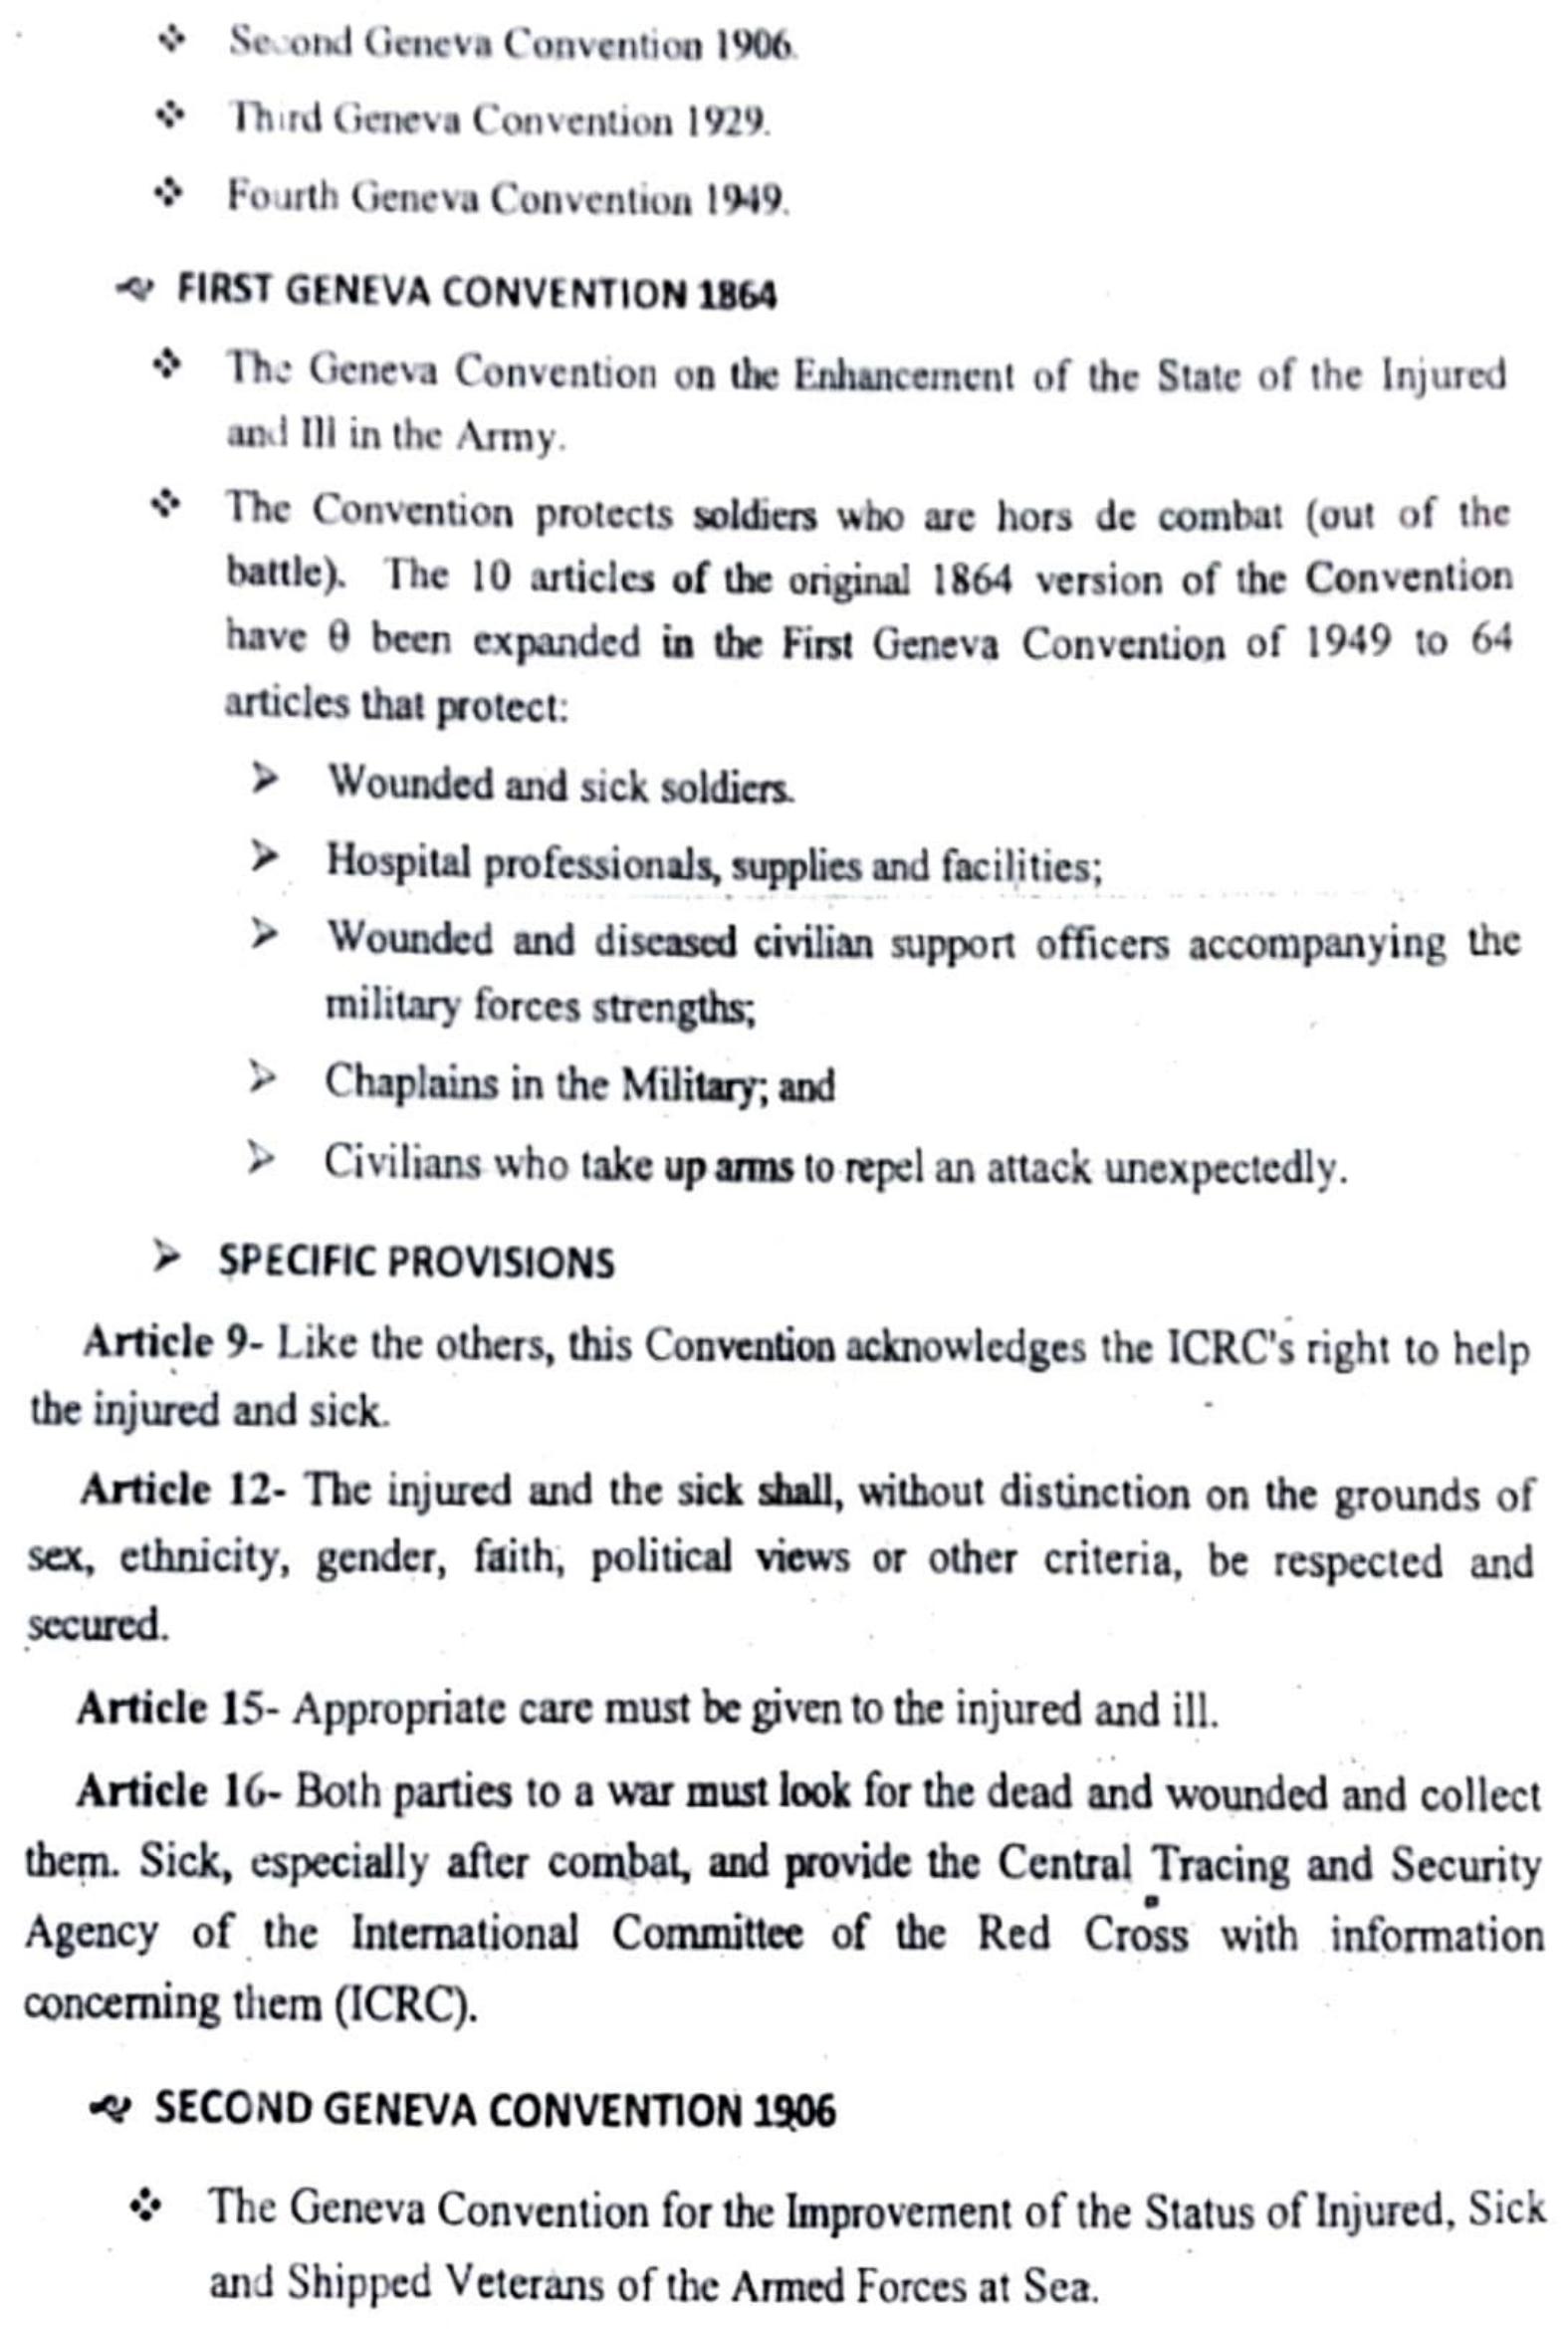 ❖ Second Geneva Convention 1906.
❖ Third Geneva Convention 1929.
❖ Fourth Geneva Convention 1949.
FIRST GENEVA CONVENTION 1864
❖ The Geneva Convention on the Enhancement of the State of the Injured
and Ill in the Army.
❖ The Convention protects soldiers who are hors de combat (out of the
battle). The 10 articles of the original 1864 version of the Convention
have θ been expanded in the First Geneva Convention of 1949 to 64
articles that protect:
➢ Wounded and sick soldiers.
➢ Hospital professionals, supplies and facilities;
➢ Wounded and diseased civilian support officers accompanying the
military forces strengths;
➢ Chaplains in the Military; and
➢ Civilians who take up arms to repel an attack unexpectedly.
➢ SPECIFIC PROVISIONS
Article 9- Like the others, this Convention acknowledges the ICRC's right to help
the injured and sick.
Article 12- The injured and the sick shall, without distinction on the grounds of
sex, ethnicity, gender, faith, political views or other criteria, be respected and
secured.
Article 15- Appropriate care must be given to the injured and ill.
Article 16- Both parties to a war must look for the dead and wounded and collect
them. Sick, especially after combat, and provide the Central Tracing and Security
Agency of the International Committee of the Red Cross with information
concerning them (ICRC).
SECOND GENEVA CONVENTION 1906
❖ The Geneva Convention for the Improvement of the Status of Injured, Sick
and Shipped Veterans of the Armed Forces at Sea.